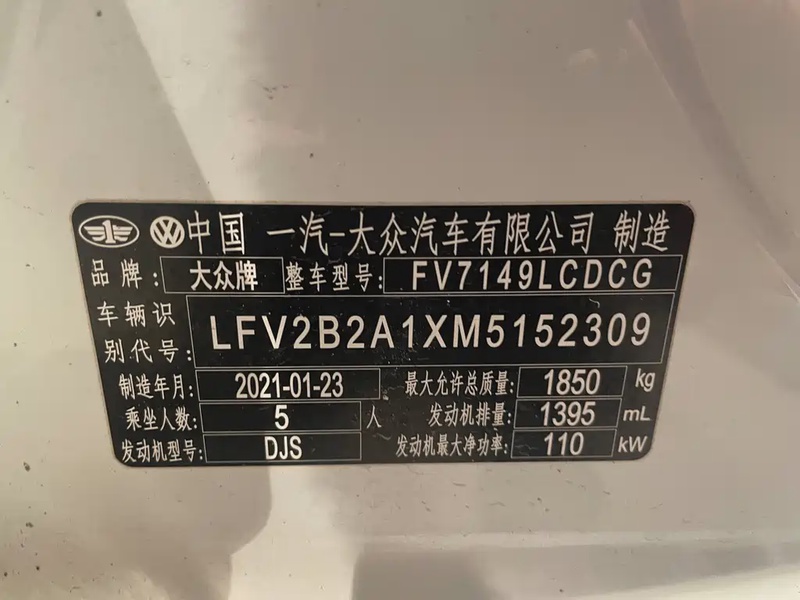 中国 一汽-大众汽车有限公司 制造
品牌: 大众牌 整车型号: FV7149LCDCG
车辆识别代号: LFV2B2A1XM5152309
制造年月: 2021-01-23 最大允许总质量: 1850 kg
乘坐人数: 5 人 发动机排量: 1395 mL
发动机型号: DJS 发动机最大净功率: 110 kW